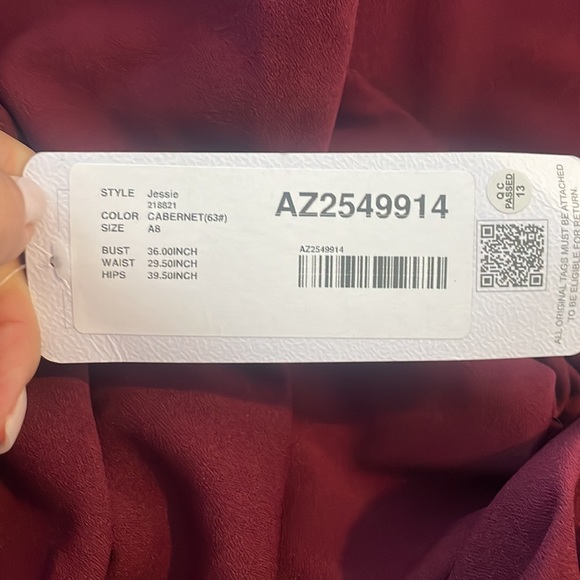 STYLE Jessie
218821
COLOR CABERNET(63#)
SIZE A8
BUST 36.00INCH
WAIST 29.50INCH
HIPS 39.50INCH
AZ2549914
AZ2549914
QC
PASSED
13
ALL ORIGINAL TAGS MUST BE ATTACHED
TO BE ELIGIBLE FOR RETURN.